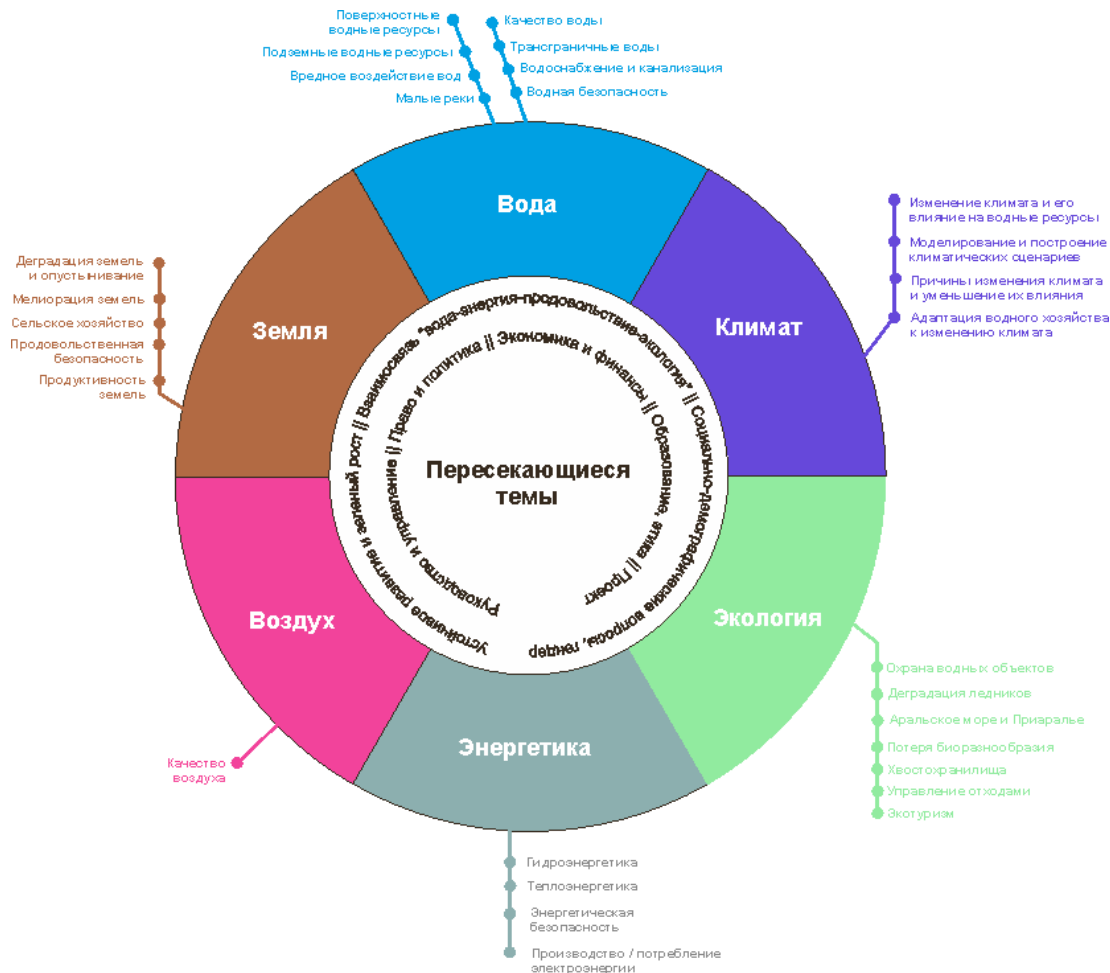 Поверхностные
водные ресурсы
Подземные водные ресурсы
Вредное воздействие вод
Малые реки
Качество воды
Трансграничные воды
Водоснабжение и канализация
Водная безопасность
Вода
Изменение климата и его
влияние на водные ресурсы
Моделирование и построение
климатических сценариев
Причины изменения климата
и уменьшение их влияния
Адаптация водного хозяйства
к изменению климата
Климат
Деградация земель
и опустынивание
Мелиорация земель
Сельское хозяйство
Продовольственная
безопасность
Продуктивность
земель
Земля
Устойчивое развитие и зеленый рост || Взаимосвязь "вода-энергия-продовольствие-экология" || Социально-демографические вопросы, гендер
Руководство и управление || Право и политика || Экономика и финансы || Образование, этика || Проект
Пересекающиеся
темы
Воздух
Качество
воздуха
Экология
Охрана водных объектов
Деградация ледников
Аральское море и Приаралье
Потеря биоразнообразия
Хвостохранилища
Управление отходами
Экотуризм
Энергетика
Гидроэнергетика
Теплоэнергетика
Энергетическая
безопасность
Производство / потребление
электроэнергии